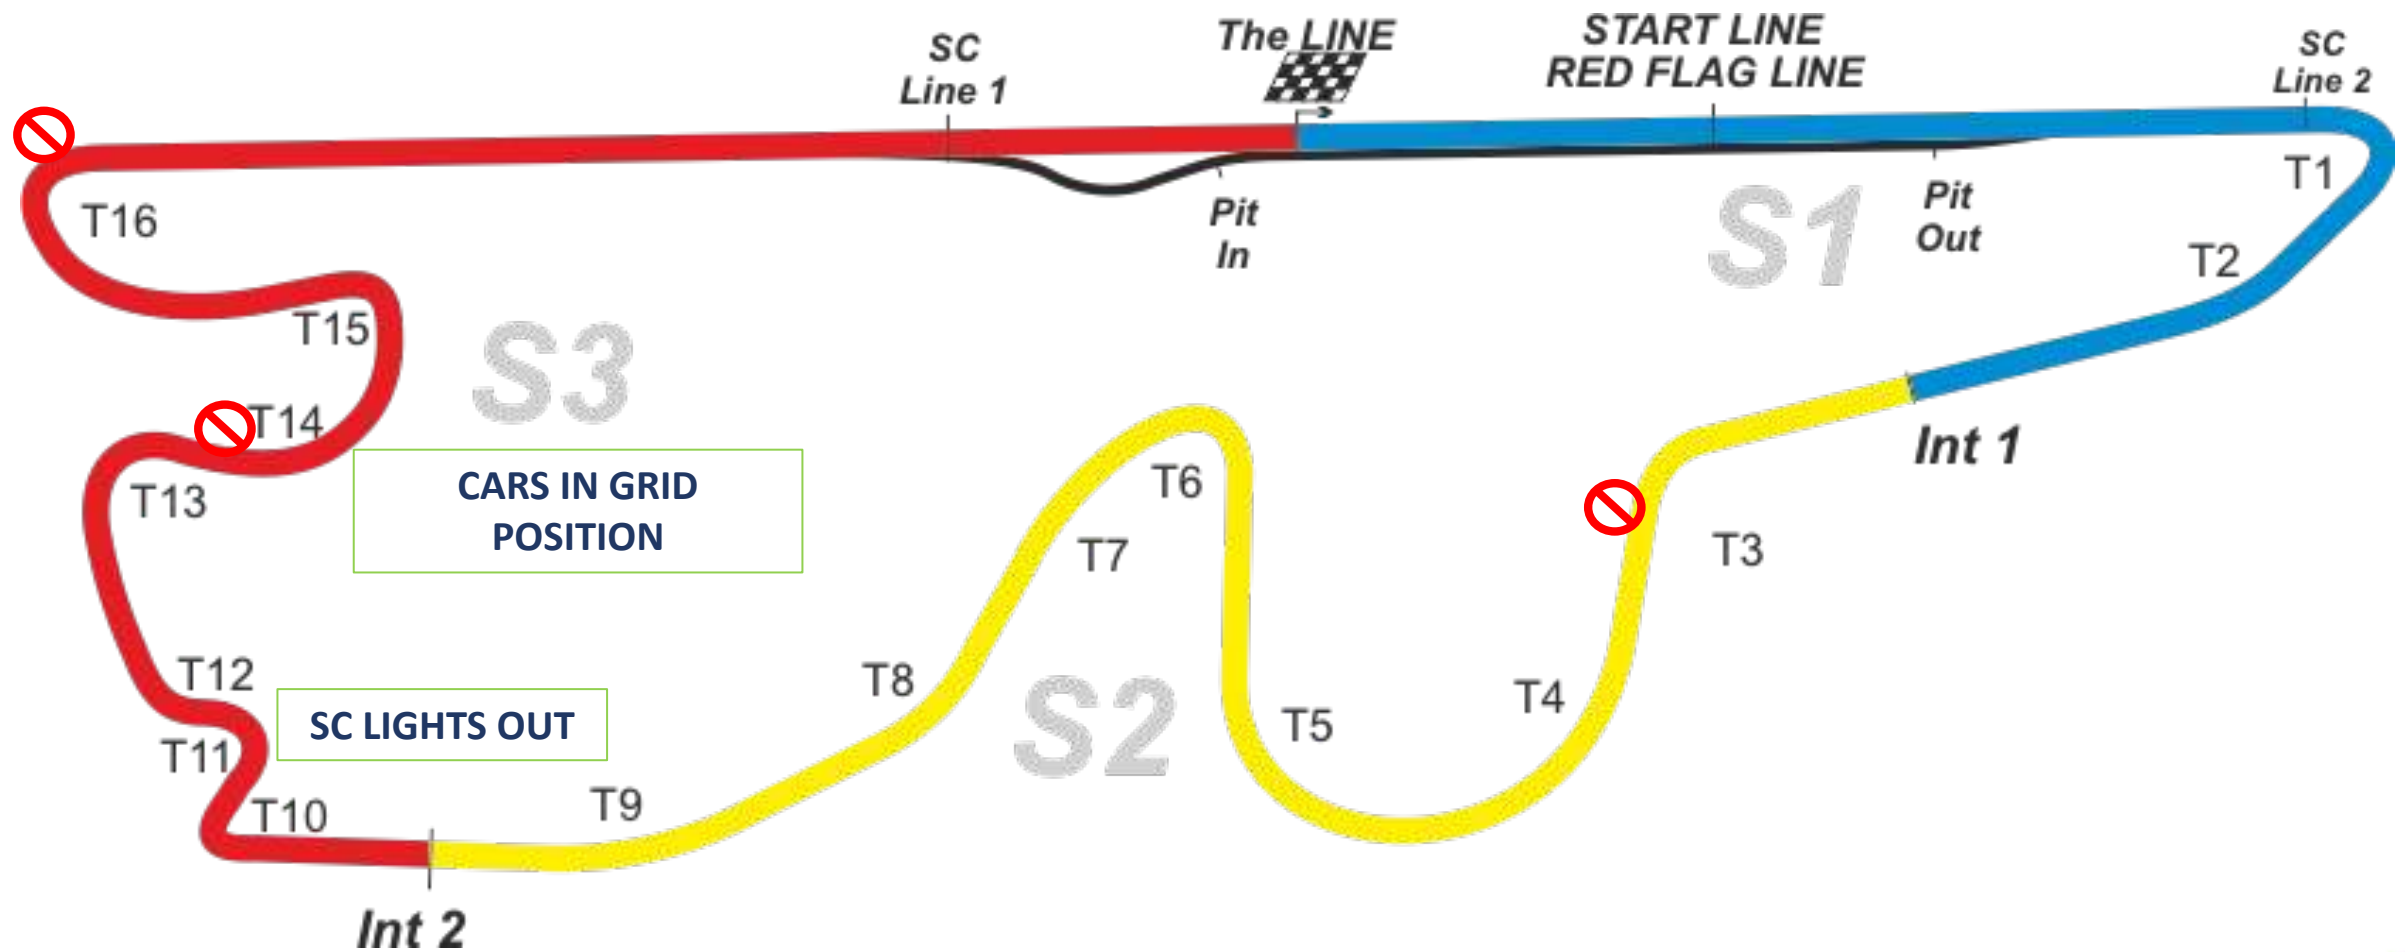 The LINE
START LINE
RED FLAG LINE
SC
Line 1
SC
Line 2
T1
T16
Pit
In
S1
Pit
Out
T2
T15
S3
T14
Int 1
T13
CARS IN GRID
POSITION
T6
T7
T3
T12
T8
S2
T4
SC LIGHTS OUT
T5
T11
T10
T9
Int 2